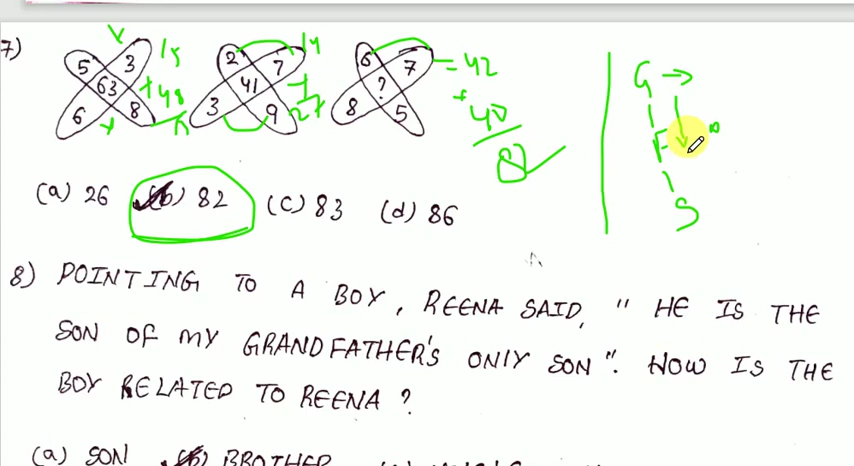 7)
5 3 63 6 8
15
+48
2 7 41 3 9
14
+
27
6 7 ? 8 5
= 42
+ 40
82
G →
F
S
(a) 26 (b) 82 (c) 83 (d) 86
8) POINTING TO A BOY, REENA SAID, " HE IS THE
SON OF MY GRANDFATHER'S ONLY SON". HOW IS THE
BOY RELATED TO REENA ?
(a) SON (b) BROTHER